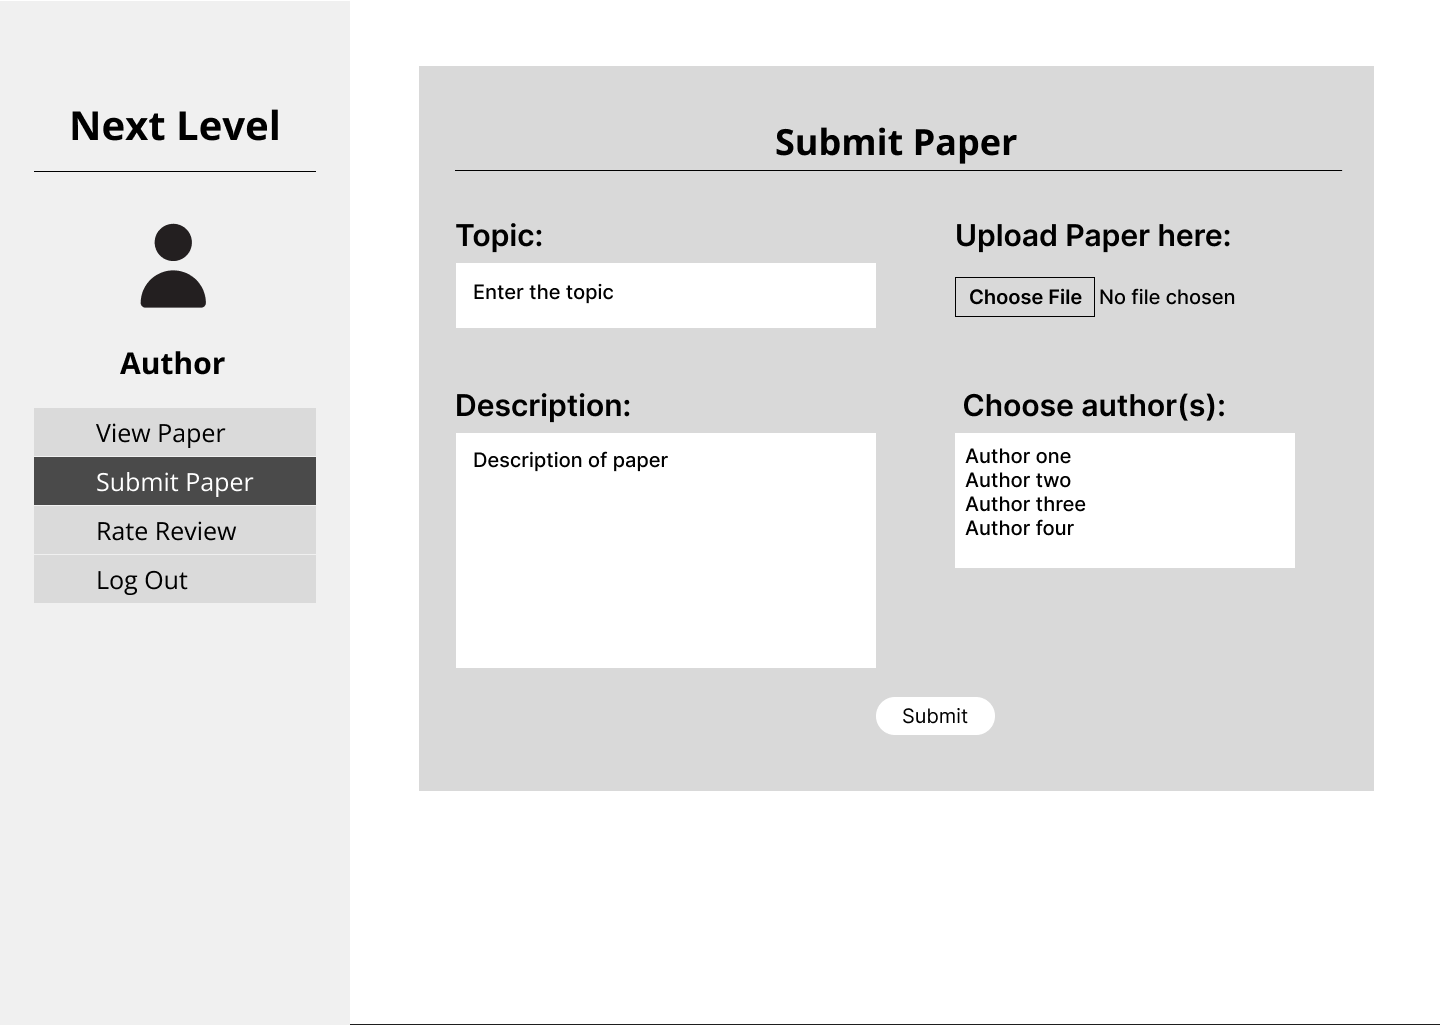 Next Level
Author
View Paper
Submit Paper
Rate Review
Log Out
Submit Paper
Topic:
Enter the topic
Upload Paper here:
Choose File No file chosen
Description:
Description of paper
Choose author(s):
Author one
Author two
Author three
Author four
Submit